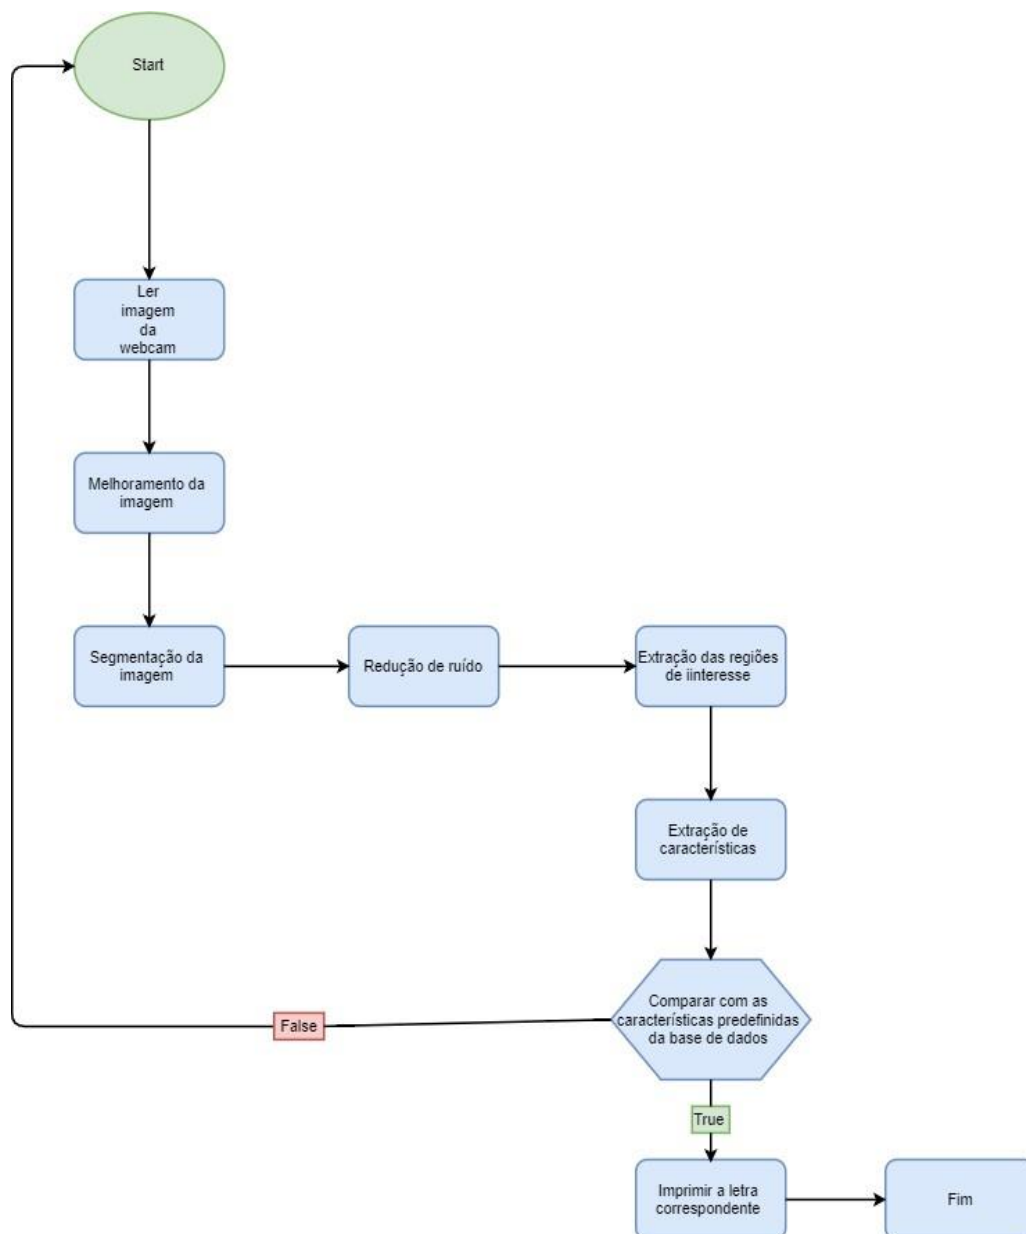 Start
Ler
imagem
da
webcam
Melhoramento da
imagem
Segmentação da
imagem
Redução de ruído
Extração das regiões
de iinteresse
Extração de
características
Comparar com as
características predefinidas
da base de dados
False
True
Imprimir a letra
correspondente
Fim